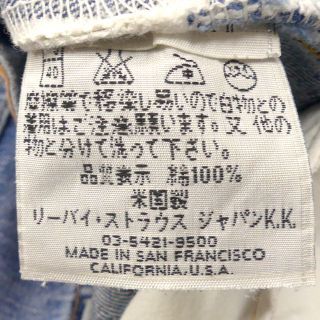 40
摩擦等で移染し易いので白物との
着用はご注意願います。又 他の
物と分けて洗って下さい。
品質表示 綿100%
米国製
リーバイ・ストラウス ジャパンK.K.
03-5421-9500
MADE IN SAN FRANCISCO
CALIFORNIA, U.S.A.